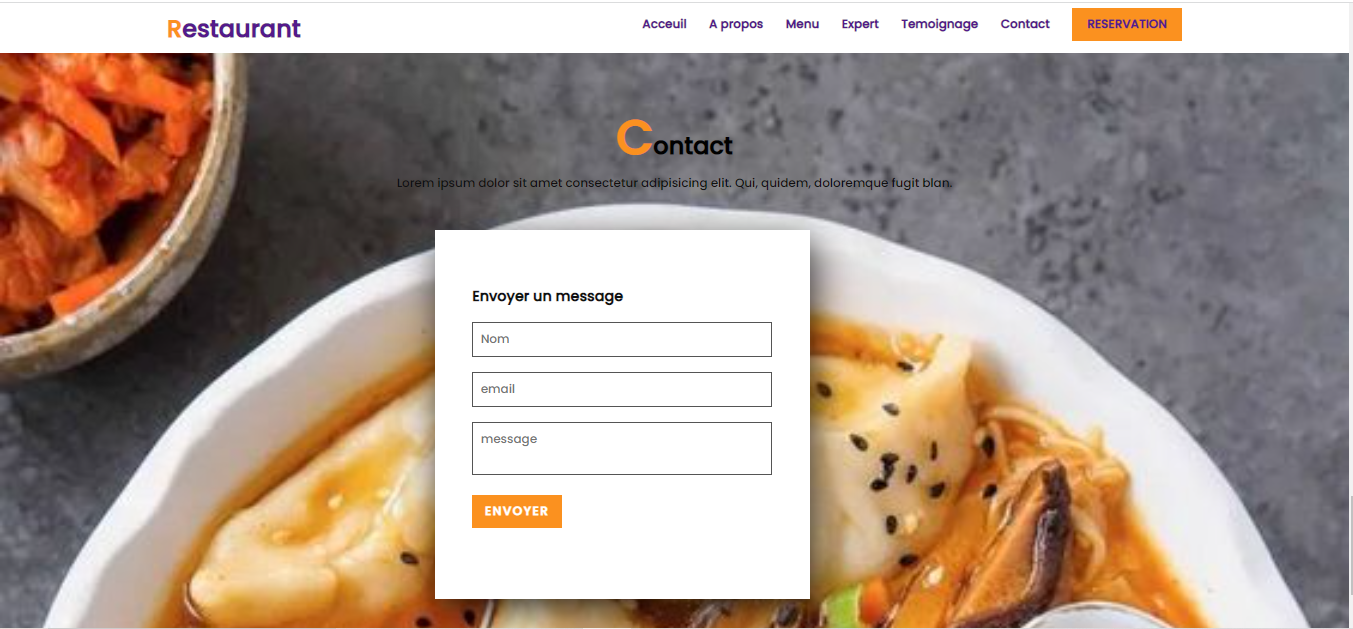 Restaurant
Acceuil A propos Menu Expert Temoignage Contact RESERVATION
Contact
Lorem ipsum dolor sit amet consectetur adipisicing elit. Qui, quidem, doloremque fugit blan.
Envoyer un message
Nom
email
message
ENVOYER